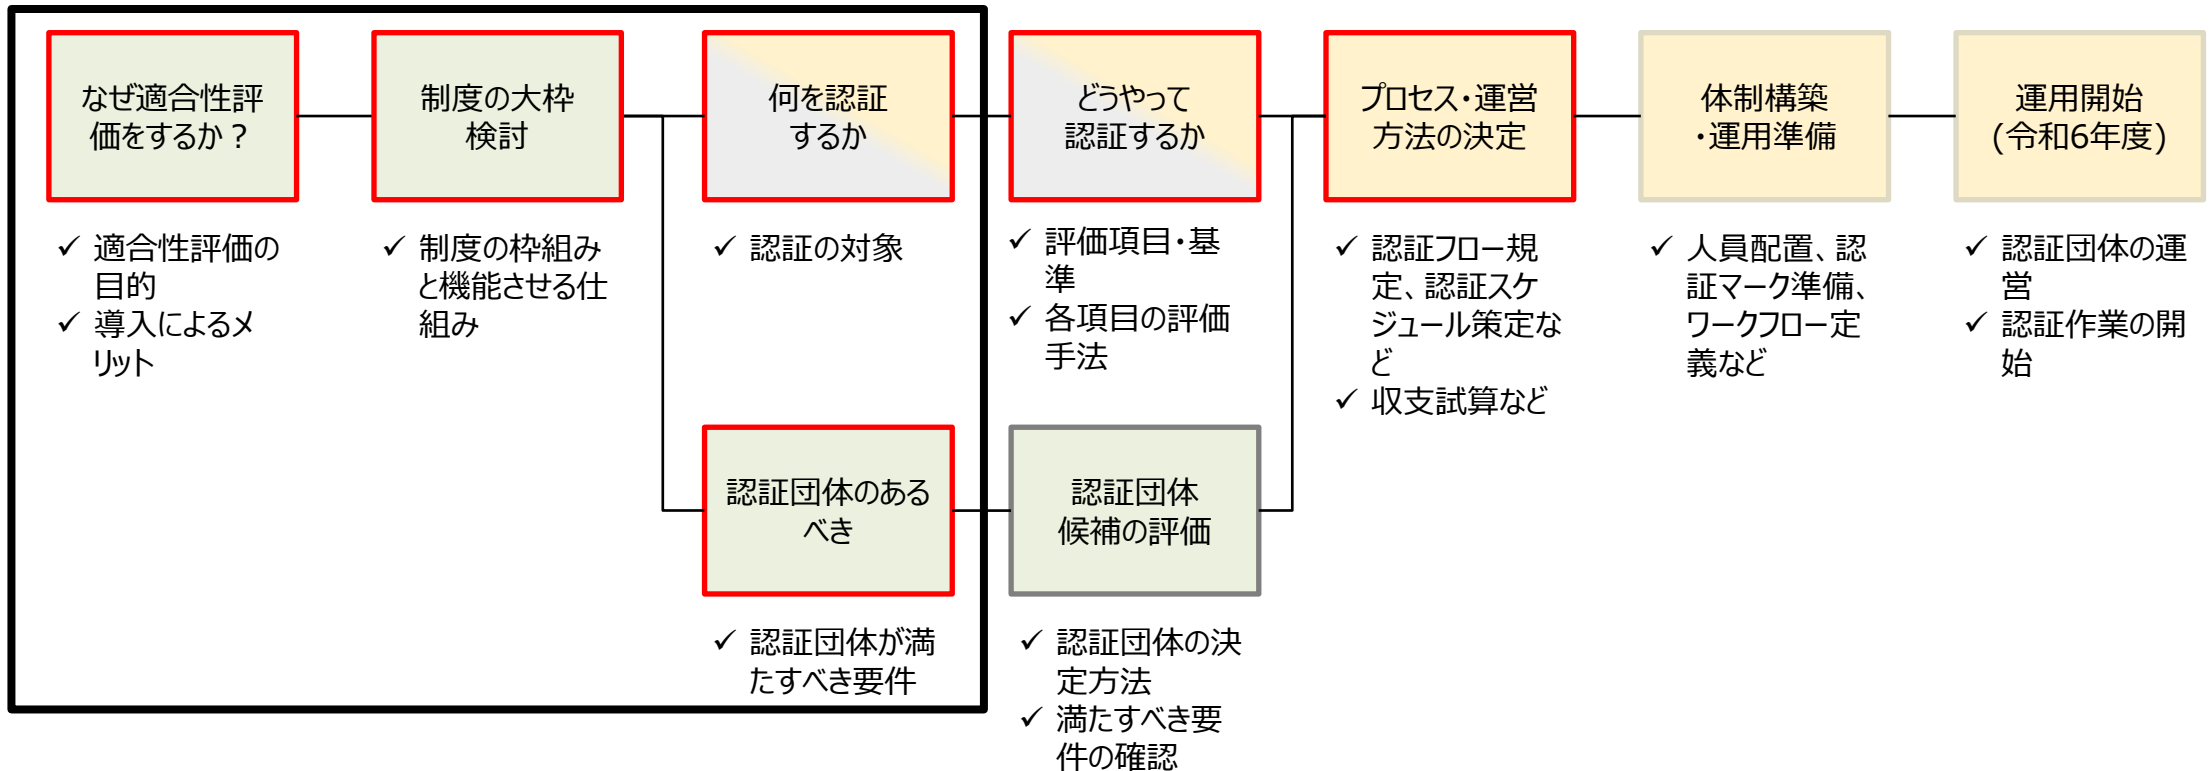 なぜ適合性評
価をするか？
制度の大枠
検討
何を認証
するか
どうやって
認証するか
プロセス・運営
方法の決定
体制構築
・運用準備
運用開始
(令和6年度)
✓ 適合性評価の
目的
✓ 導入によるメ
リット
✓ 制度の枠組み
と機能させる仕
組み
✓ 認証の対象
✓ 評価項目・基
準
✓ 各項目の評価
手法
✓ 認証フロー規
定、認証スケ
ジュール策定な
ど
✓ 収支試算など
✓ 人員配置、認
証マーク準備、
ワークフロー定
義など
✓ 認証団体の運
営
✓ 認証作業の開
始
認証団体のある
べき
認証団体
候補の評価
✓ 認証団体が満
たすべき要件
✓ 認証団体の決
定方法
✓ 満たすべき要
件の確認